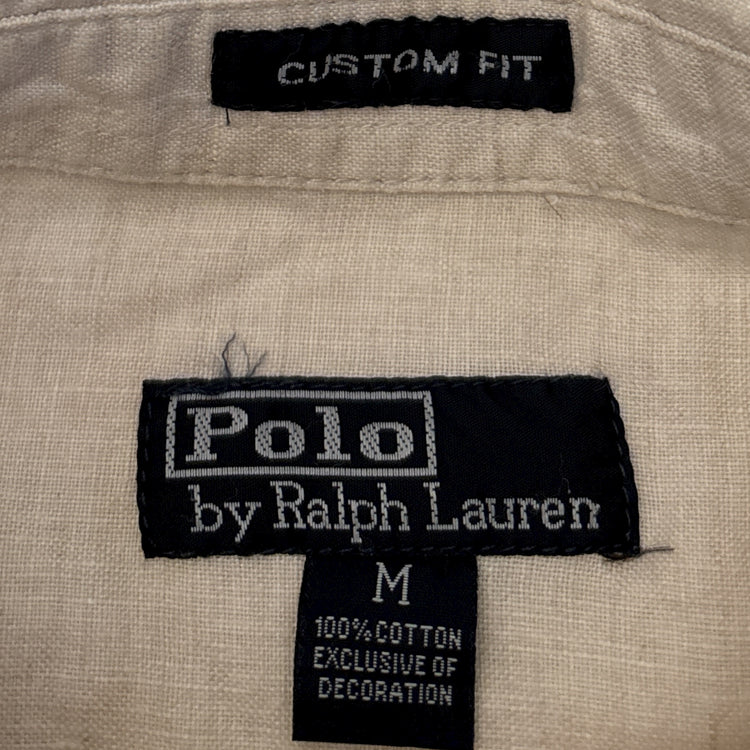 CUSTOM FIT
Polo
by Ralph Lauren
M
100% COTTON
EXCLUSIVE OF
DECORATION